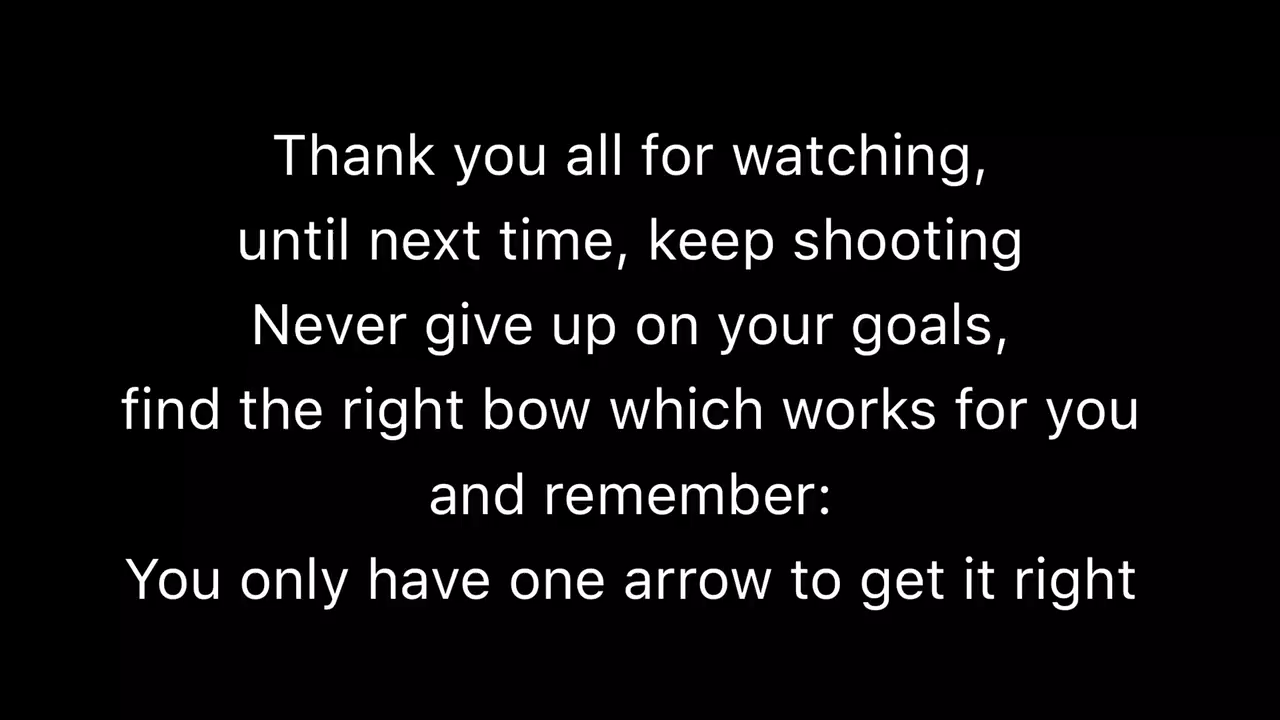 Thank you all for watching,
until next time, keep shooting
Never give up on your goals,
find the right bow which works for you
and remember:
You only have one arrow to get it right